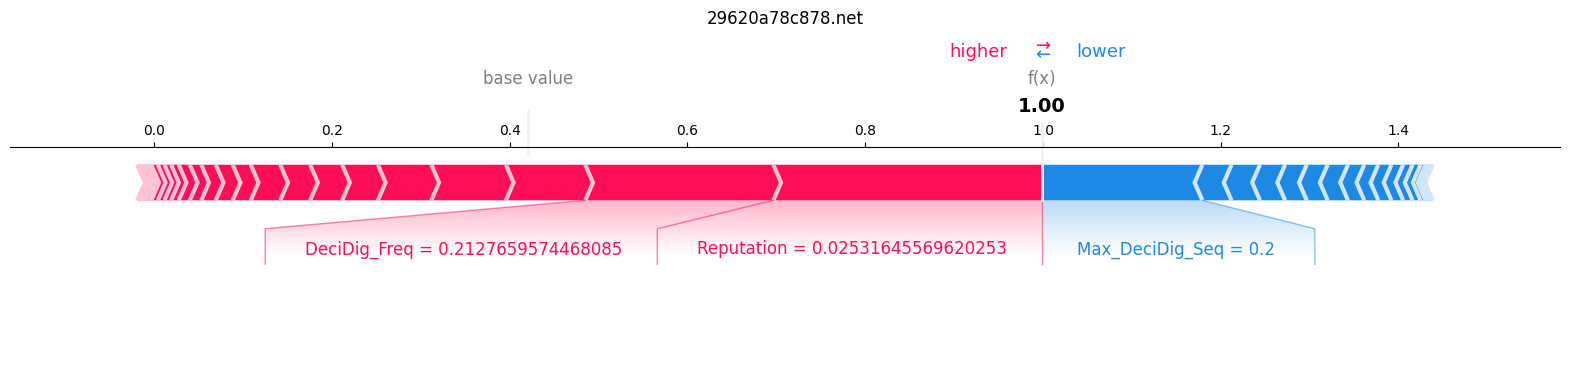 29620a78c878.net
higher → ← lower
base value f(x)
1.00
0.0 0.2 0.4 0.6 0.8 1.0 1.2 1.4
DeciDig_Freq = 0.2127659574468085 Reputation = 0.02531645569620253 Max_DeciDig_Seq = 0.2